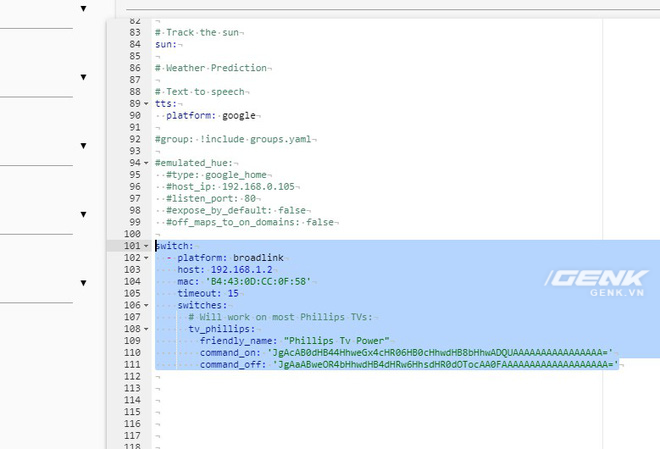 82
83 # Track the sun
84 sun:
85
86 # Weather Prediction
87
88 # Text to speech
89 tts:
90 platform: google
91
92 #group: !include groups.yaml
93
94 #emulated_hue:
95 #type: google_home
96 #host_ip: 192.168.0.105
97 #listen_port: 80
98 #expose_by_default: false
99 #off_maps_to_on_domains: false
100
101 switch:
102 - platform: broadlink
103 host: 192.168.1.2
104 mac: 'B4:43:0D:CC:0F:58'
105 timeout: 15
106 switches:
107 # Will work on most Phillips TVs:
108 tv_phillips:
109 friendly_name: "Phillips Tv Power"
110 command_on: 'JgAcAB0dHB44HhweGx4cHR06HB0cHhwdHB8bHhwADQUAAAAAAAAAAAAAAAA='
111 command_off: 'JgAaABweOR4bHhwdHB4dHRw6HhsdHR0dOTocAA0FAAAAAAAAAAAAAAAAAAA='
112
113
114
115
116
117
118
GENK
GENK.VN